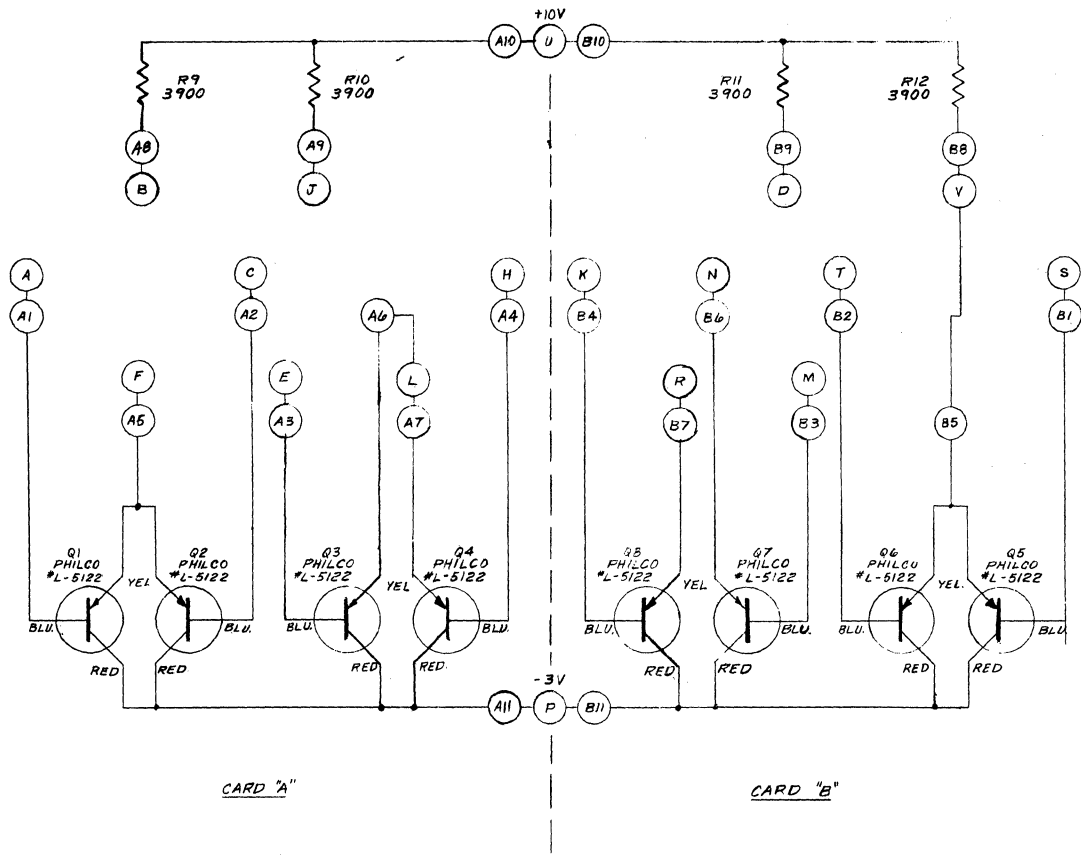 +10V
A10 U B10
R9
3900
R10
3900
R11
3900
R12
3900
A8
A9
B9
B8
B
J
D
V
A
C
H
K
N
T
S
A1
A2
A6
A4
B4
B6
B2
B1
F
E
L
R
M
A5
A3
A7
B7
B3
B5
Q1
PHILCO
#L-5122
Q2
PHILCO
#L-5122
Q3
PHILCO
#L-5122
Q4
PHILCO
#L-5122
Q8
PHILCO
#L-5122
Q7
PHILCO
#L-5122
Q6
PHILCO
#L-5122
Q5
PHILCO
#L-5122
YEL
YEL
YEL
YEL.
BLU.
BLU.
BLU.
BLU.
BLU.
BLU.
BLU.
BLU.
RED
RED
RED
RED.
RED
RED
RED
RED
-3V
A11 P B11
CARD "A"
CARD "B"